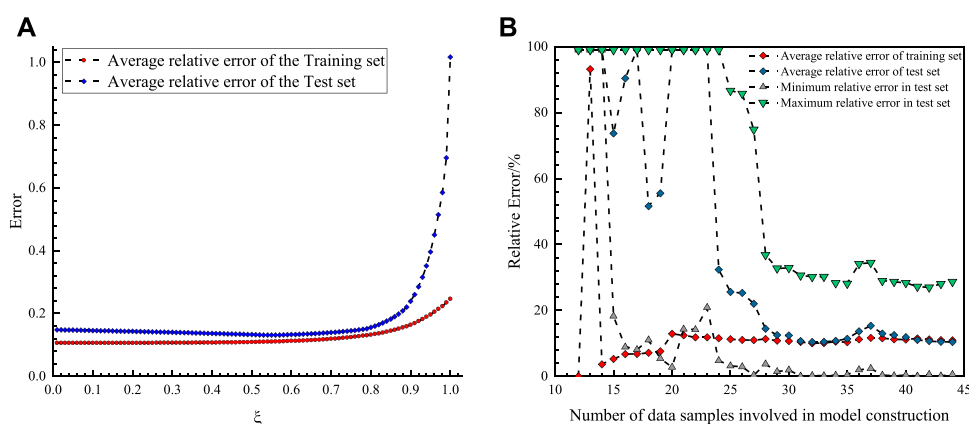 A
Average relative error of the Training set
Average relative error of the Test set
Error
1.0
0.8
0.6
0.4
0.2
0.0
0.0 0.1 0.2 0.3 0.4 0.5 0.6 0.7 0.8 0.9 1.0
ξ
B
Average relative error of training set
Average relative error of test set
Minimum relative error in test set
Maximum relative error in test set
Relative Error/%
100
80
60
40
20
0
10 15 20 25 30 35 40 45
Number of data samples involved in model construction